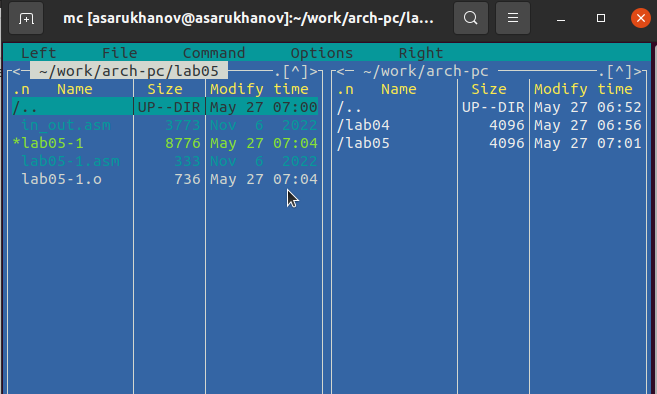 mc [asarukhanov@asarukhanov]:~/work/arch-pc/la...
Left File Command Options Right
<— ~/work/arch-pc/lab05 ——.[^]> <— ~/work/arch-pc ——.[^]>
.n Name Size Modify time .n Name Size Modify time
/.. UP--DIR May 27 07:00 /.. UP--DIR May 27 06:52
in_out.asm 3773 Nov 6 2022 /lab04 4096 May 27 06:56
*lab05-1 8776 May 27 07:04 /lab05 4096 May 27 07:01
lab05-1.asm 333 Nov 6 2022
lab05-1.o 736 May 27 07:04